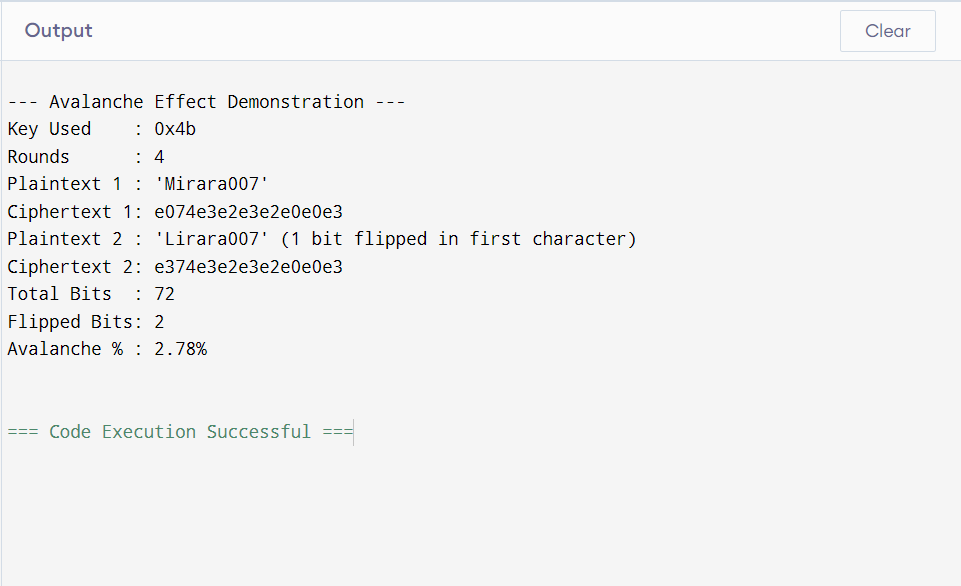 Output
Clear
--- Avalanche Effect Demonstration ---
Key Used    : 0x4b
Rounds      : 4
Plaintext 1 : 'Mirara007'
Ciphertext 1: e074e3e2e3e2e0e0e3
Plaintext 2 : 'Lirara007' (1 bit flipped in first character)
Ciphertext 2: e374e3e2e3e2e0e0e3
Total Bits  : 72
Flipped Bits: 2
Avalanche % : 2.78%
=== Code Execution Successful ===